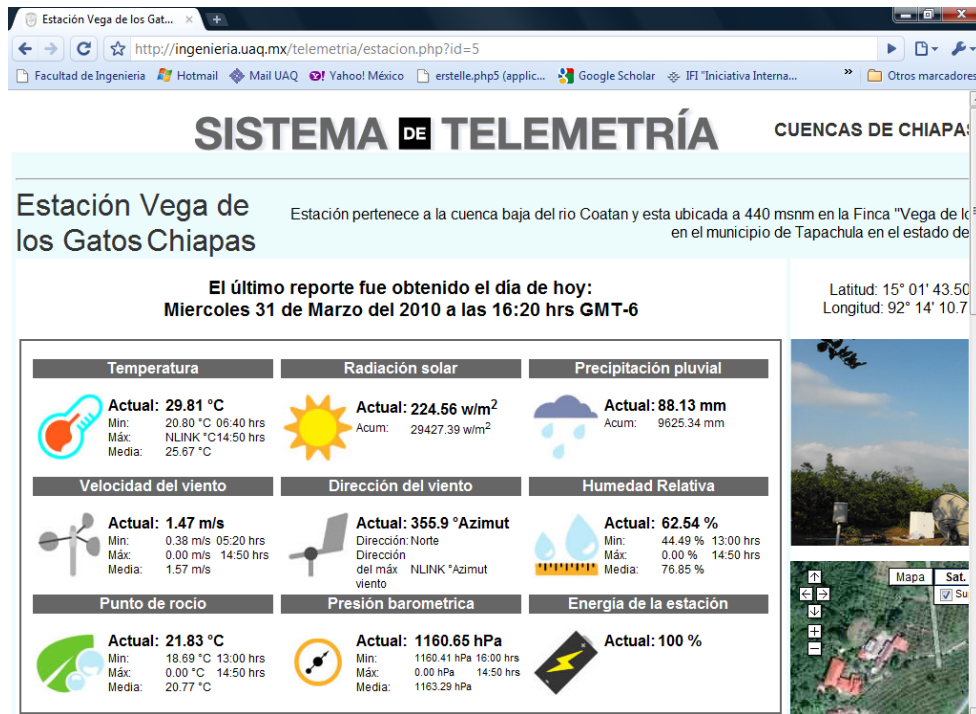 Estación Vega de los Gat...
http://ingenieria.uaq.mx/telemetria/estacion.php?id=5
Facultad de Ingenieria Hotmail Mail UAQ Yahoo! México erstelle.php5 (applic... Google Scholar IFI "Iniciativa Interna... » Otros marcadores
SISTEMA DE TELEMETRÍA
CUENCAS DE CHIAPAS
Estación Vega de
los Gatos Chiapas
Estación pertenece a la cuenca baja del rio Coatan y esta ubicada a 440 msnm en la Finca "Vega de lo
en el municipio de Tapachula en el estado de
El último reporte fue obtenido el día de hoy:
Miercoles 31 de Marzo del 2010 a las 16:20 hrs GMT-6
Latitud: 15° 01' 43.50
Longitud: 92° 14' 10.7
Temperatura
Actual: 29.81 °C
Min: 20.80 °C 06:40 hrs
Máx: NLINK °C14:50 hrs
Media: 25.67 °C
Radiación solar
Actual: 224.56 w/m²
Acum: 29427.39 w/m²
Precipitación pluvial
Actual: 88.13 mm
Acum: 9625.34 mm
Velocidad del viento
Actual: 1.47 m/s
Min: 0.38 m/s 05:20 hrs
Máx: 0.00 m/s 14:50 hrs
Media: 1.57 m/s
Dirección del viento
Actual: 355.9 °Azimut
Dirección: Norte
Dirección
del máx NLINK °Azimut
viento
Humedad Relativa
Actual: 62.54 %
Min: 44.49 % 13:00 hrs
Máx: 0.00 % 14:50 hrs
Media: 76.85 %
Punto de rocío
Actual: 21.83 °C
Min: 18.69 °C 13:00 hrs
Máx: 0.00 °C 14:50 hrs
Media: 20.77 °C
Presión barometrica
Actual: 1160.65 hPa
Min: 1160.41 hPa 16:00 hrs
Máx: 0.00 hPa 14:50 hrs
Media: 1163.29 hPa
Energía de la estación
Actual: 100 %
Mapa Sat.
Su